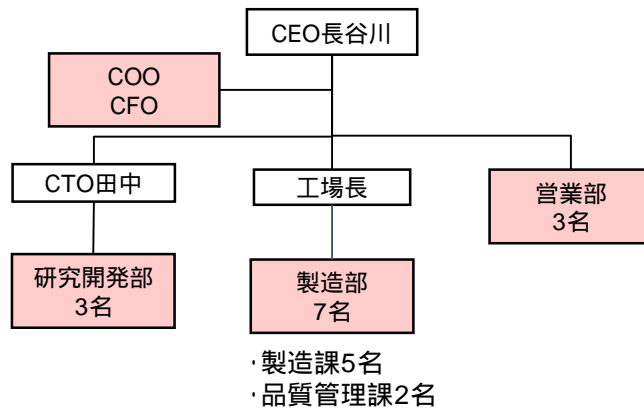 CEO長谷川
COO
CFO
CTO田中
工場長
営業部
3名
研究開発部
3名
製造部
7名
・製造課5名
・品質管理課2名